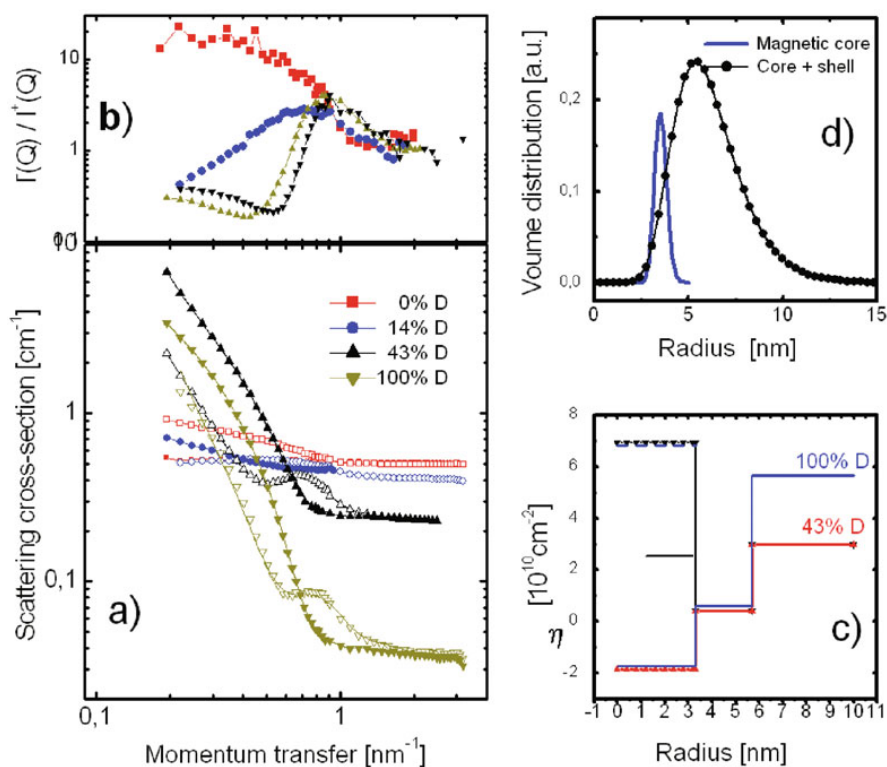 b
I⁻(Q) / I⁺(Q)
10
1
a)
Scattering cross-section [cm⁻¹]
1
0,1
0% D
14% D
43% D
100% D
0,1 1
Momentum transfer [nm⁻¹]
d)
Voume distribution [a.u.]
0,2
0,1
0,0
Magnetic core
Core + shell
0 5 10 15
Radius [nm]
c)
η [10¹⁰cm⁻²]
8
6
4
2
0
-2
100% D
43% D
-1 0 1 2 3 4 5 6 7 8 9 10 11
Radius [nm]